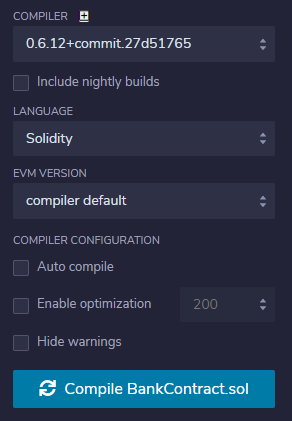 COMPILER
0.6.12+commit.27d51765
Include nightly builds
LANGUAGE
Solidity
EVM VERSION
compiler default
COMPILER CONFIGURATION
Auto compile
Enable optimization 200
Hide warnings
Compile BankContract.sol